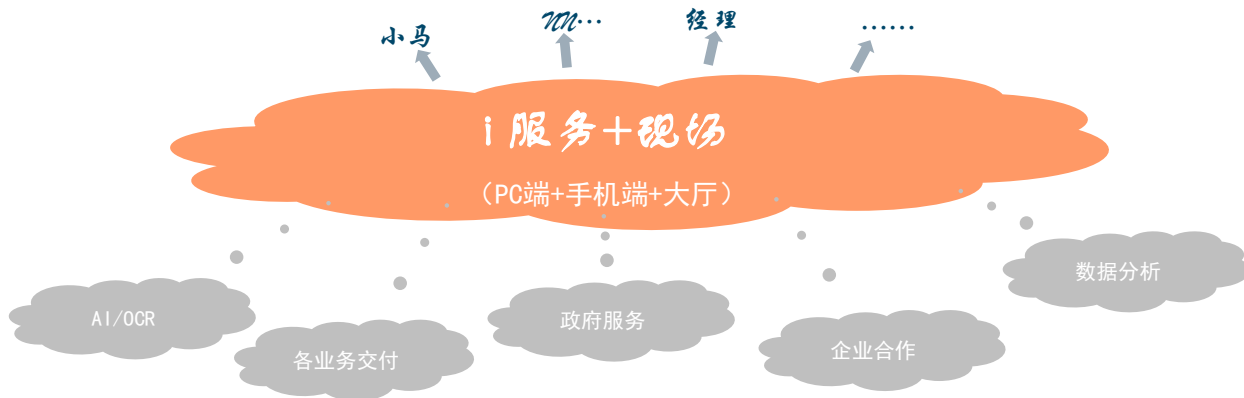 小马
NN…
经理
……
i 服务+现场
（PC端+手机端+大厅）
AI/OCR
各业务交付
政府服务
企业合作
数据分析